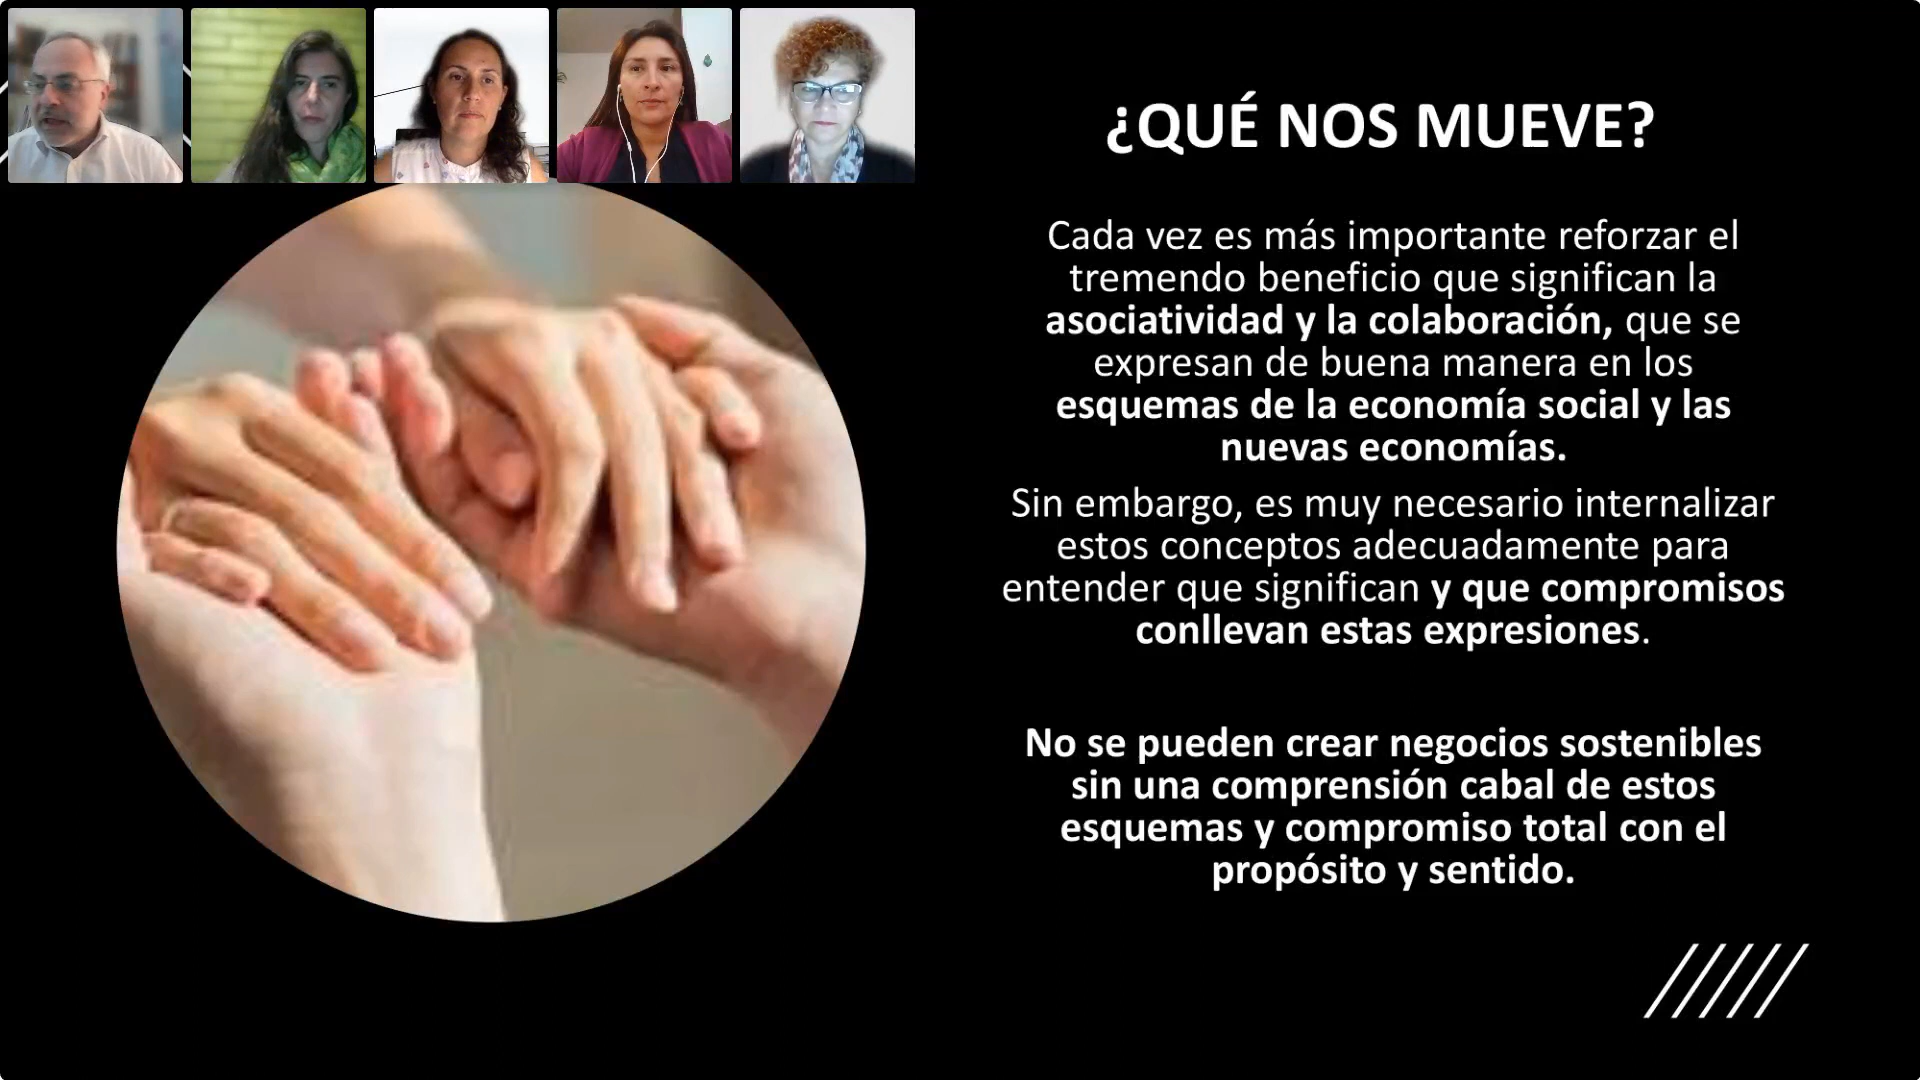 ¿QUÉ NOS MUEVE?
Cada vez es más importante reforzar el
tremendo beneficio que significan la
asociatividad y la colaboración, que se
expresan de buena manera en los
esquemas de la economía social y las
nuevas economías.
Sin embargo, es muy necesario internalizar
estos conceptos adecuadamente para
entender que significan y que compromisos
conllevan estas expresiones.
No se pueden crear negocios sostenibles
sin una comprensión cabal de estos
esquemas y compromiso total con el
propósito y sentido.